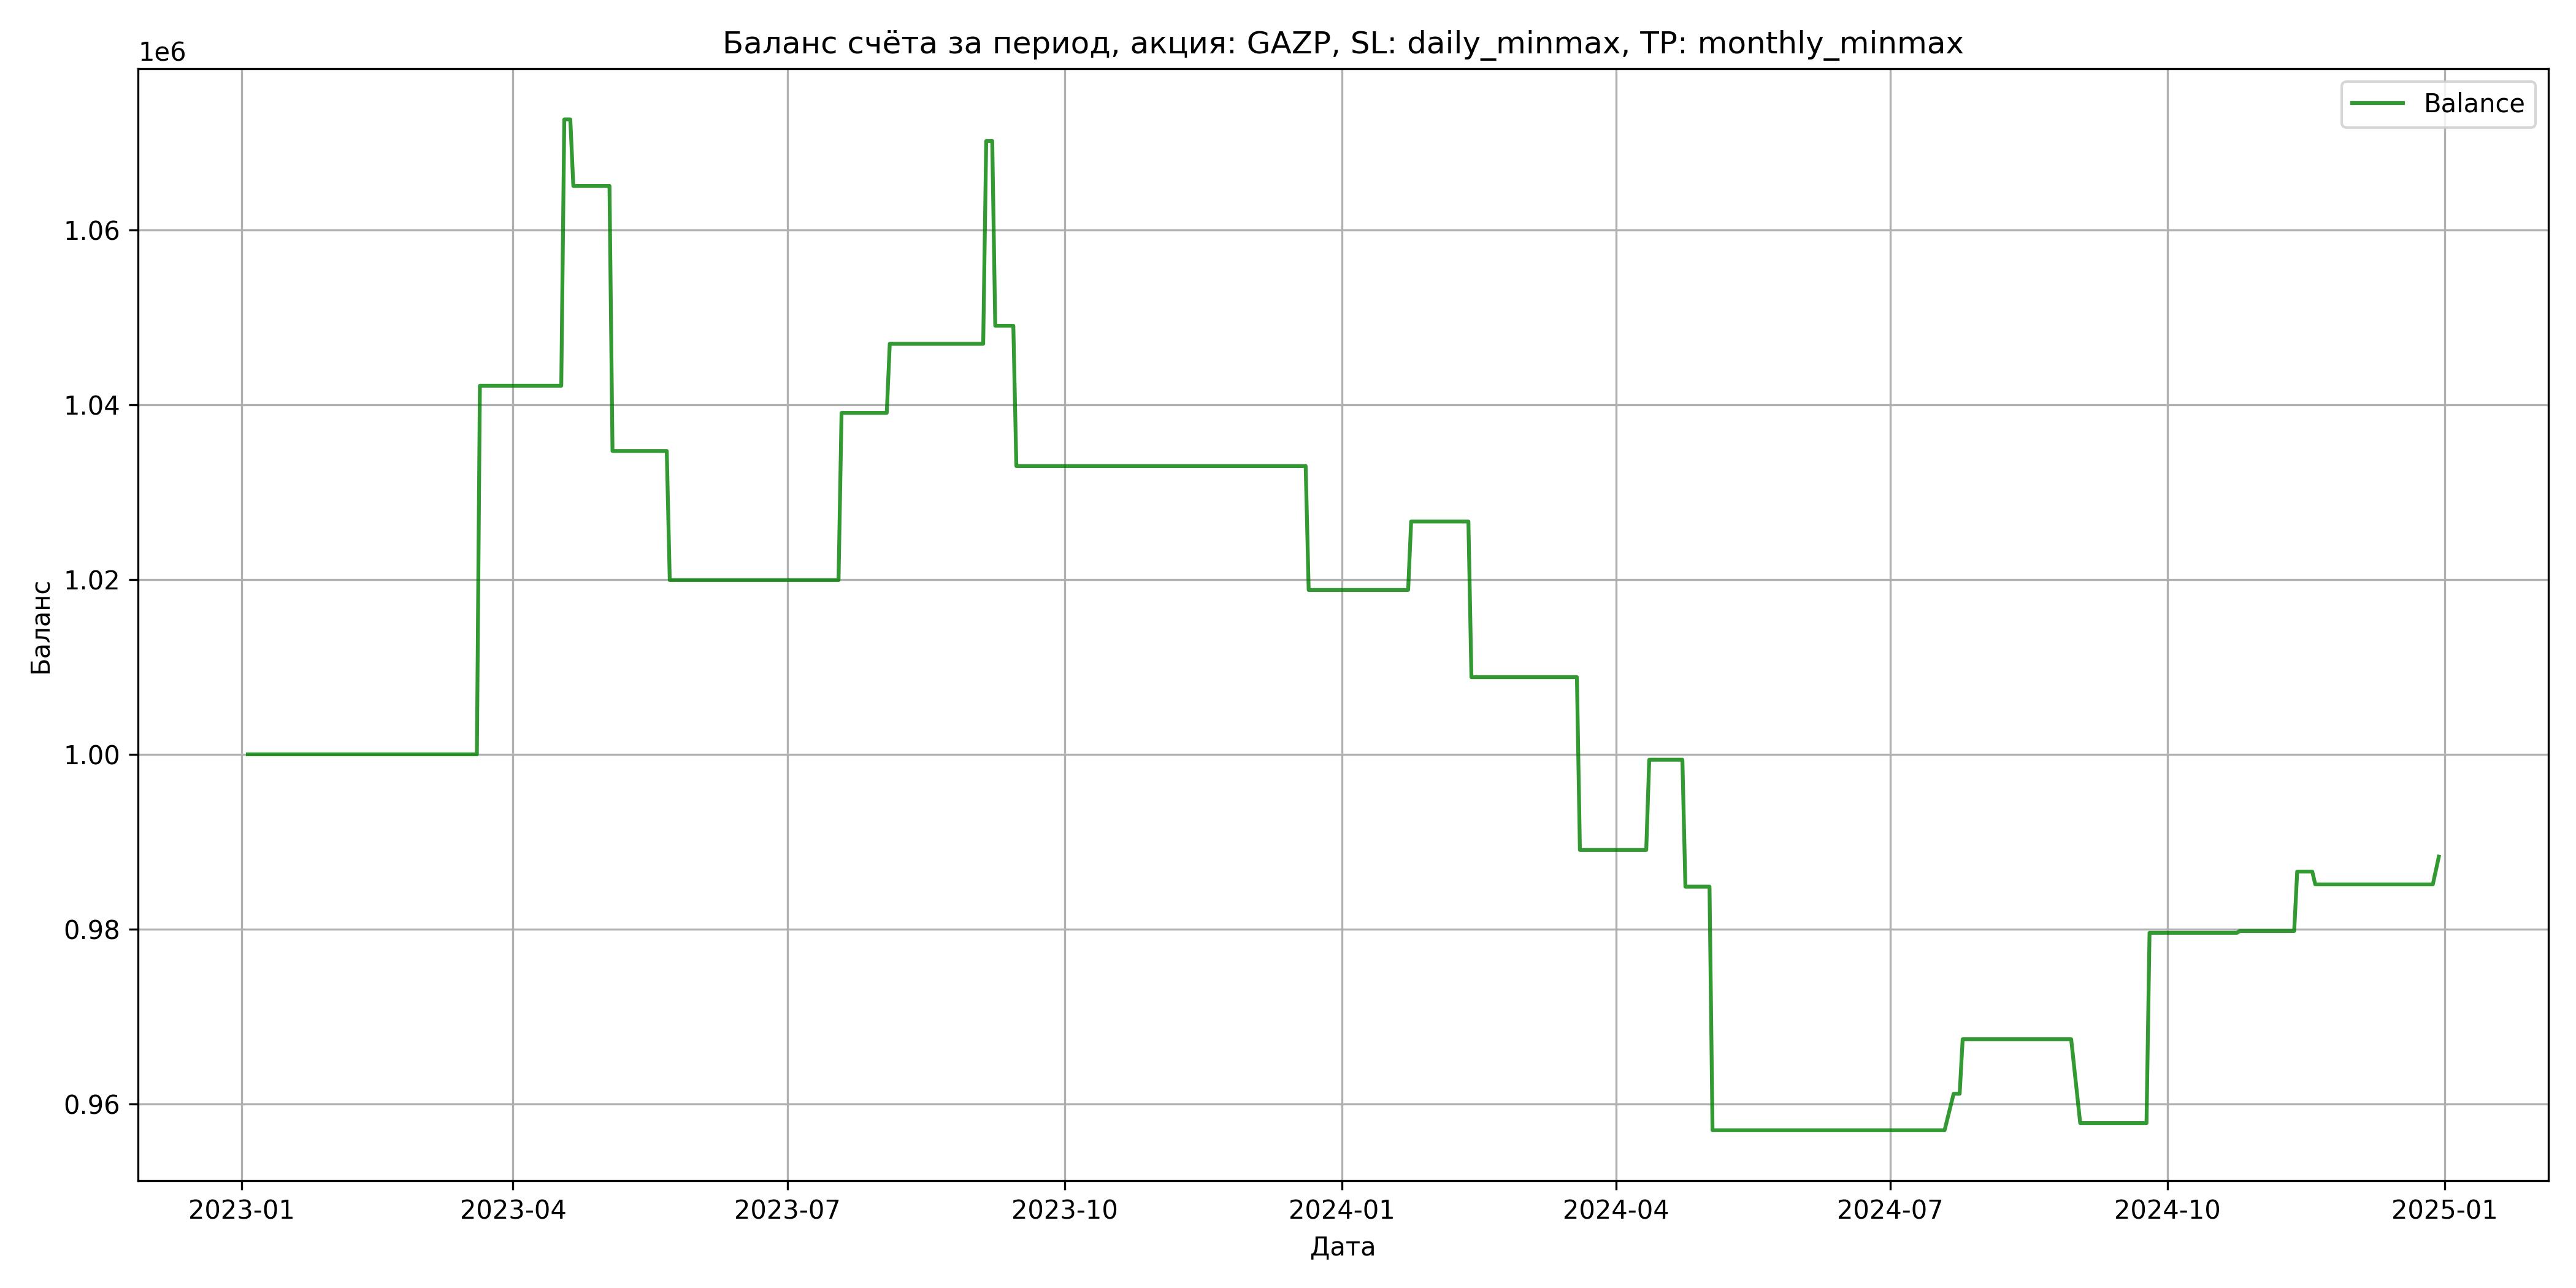 Баланс счёта за период, акция: GAZP, SL: daily_minmax, TP: monthly_minmax
1e6
Balance
1.06
1.04
1.02
1.00
0.98
0.96
Баланс
2023-01 2023-04 2023-07 2023-10 2024-01 2024-04 2024-07 2024-10 2025-01
Дата